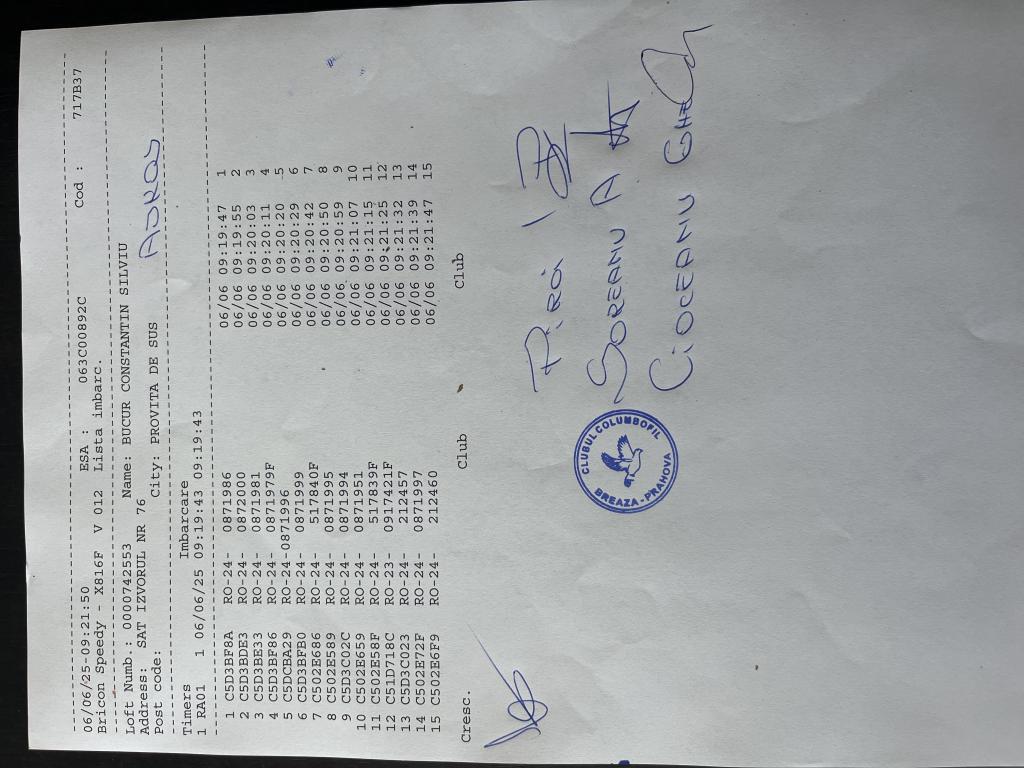 06/06/25-09:21:50 ESA : 063C00892C Cod : 717B37
Bricon Speedy - X816F V 012 Lista imbarc.
Loft Numb.: 0000742553 Name: BUCUR CONSTANTIN SILVIU
Address: SAT IZVORUL NR 76
Post code: City: PROVITA DE SUS
Timers Imbarcare
1 RA01 1 06/06/25 09:19:43 09:19:43
1 C5D3BF8A RO-24- 0871986 06/06 09:19:47 1
2 C5D3BDE3 RO-24- 0872000 06/06 09:19:55 2
3 C5D3BE33 RO-24- 0871981 06/06 09:20:03 3
4 C5D3BF86 RO-24- 0871979F 06/06 09:20:11 4
5 C5DCBA29 RO-24-0871996 06/06 09:20:20 5
6 C5D3BFB0 RO-24- 0871999 06/06 09:20:29 6
7 C502E686 RO-24- 517840F 06/06 09:20:42 7
8 C502E589 RO-24- 0871995 06/06 09:20:50 8
9 C5D3C02C RO-24- 0871994 06/06 09:20:59 9
10 C502E659 RO-24- 0871951 06/06 09:21:07 10
11 C502E58F RO-24- 517839F 06/06 09:21:15 11
12 C51D718C RO-23- 0917421F 06/06 09:21:25 12
13 C5D3C023 RO-24- 212457 06/06 09:21:32 13
14 C502E72F RO-24- 0871997 06/06 09:21:39 14
15 C502E6F9 RO-24- 212460 06/06 09:21:47 15
Cresc. Club Club
SOREANU A
CIOCEANU GHE
CLUBUL COLUMBOFIL
BREAZA-PRAHOVA